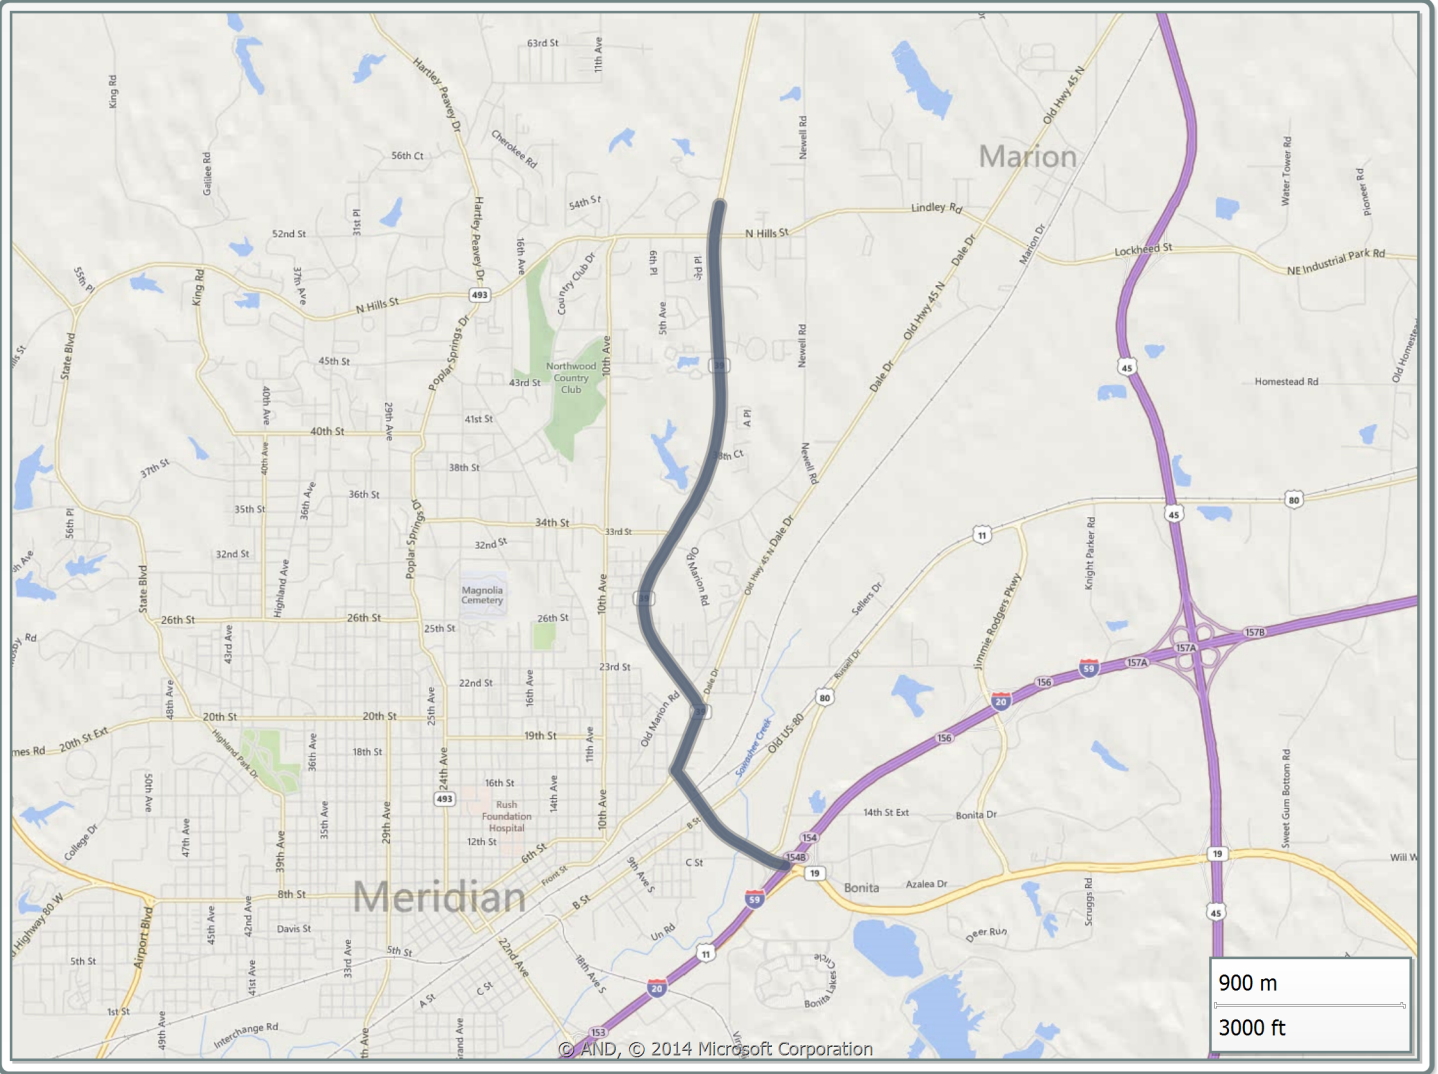 63rd St
11th Ave
King Rd
Hartley Peavey Dr
Old Hwy 45 N
Newell Rd
Cherokee Rd
56th Ct
Marion
Galilee Rd
Water Tower Rd
Pioneer Rd
54th St
31st Pl
Lindley Rd
52nd St
Hartley Peavey Dr
16th Ave
N Hills St
Dale Dr
Marion Dr
Lockheed St
NE Industrial Park Rd
55th Pl
King Rd
37th Ave
Country Club Dr
6th Pl
493
N Hills St
5th Ave
Old Hwy 45 N
State Blvd
45th St
Poplar Springs Dr
10th Ave
Newell Rd
Old Homestead
45
Northwood
Country
Club
43rd St
Dale Dr
Homestead Rd
40th Ave
29th Ave
41st St
A Pl
40th St
37th St
40th Ave
38th St
8th Ct
Newell Rd
36th St
36th Ave
35th St
80
45
56th Pl
Poplar Springs Dr
34th St
33rd St
Dale Dr
11
32nd St
32nd St
Old Hwy 45 N
Knight Parker Rd
Old Marion Rd
State Blvd
Highland Ave
Magnolia
Cemetery
10th Ave
Sellers Dr
Jimmie Rodgers Pkwy
26th St
26th St
26th St
25th St
157B
43rd Ave
157A
157A
23rd St
Russell Dr
59
156
22nd St
16th Ave
Dale Dr
48th Ave
25th Ave
80
20
20th St
20th St
Old Marion Rd
Old US-80
20th St Ext
19th St
11th Ave
156
Highland Park Dr
36th Ave
18th St
Sowashee Creek
24th Ave
16th St
14th Ave
50th Ave
493
Rush
Foundation
Hospital
10th Ave
14th St Ext
Bonita Dr
Sweet Gum Bottom Rd
35th Ave
29th Ave
47th Ave
College Dr
39th Ave
12th St
B St
154
6th St
154B
19
C St
Front St
9th Ave S
19
Bonita
Azalea Dr
8th St
Meridian
59
B St
Scruggs Rd
45
45th Ave
42nd Ave
Airport Blvd
Davis St
Un Rd
Deer Run
5th St
5th St
22nd Ave
11
33rd Ave
41st Ave
18th Ave S
Bonita Lakes Circle
20
C St
A St
1st St
49th Ave
Interchange Rd
153
900 m
3000 ft
© AND, © 2014 Microsoft Corporation